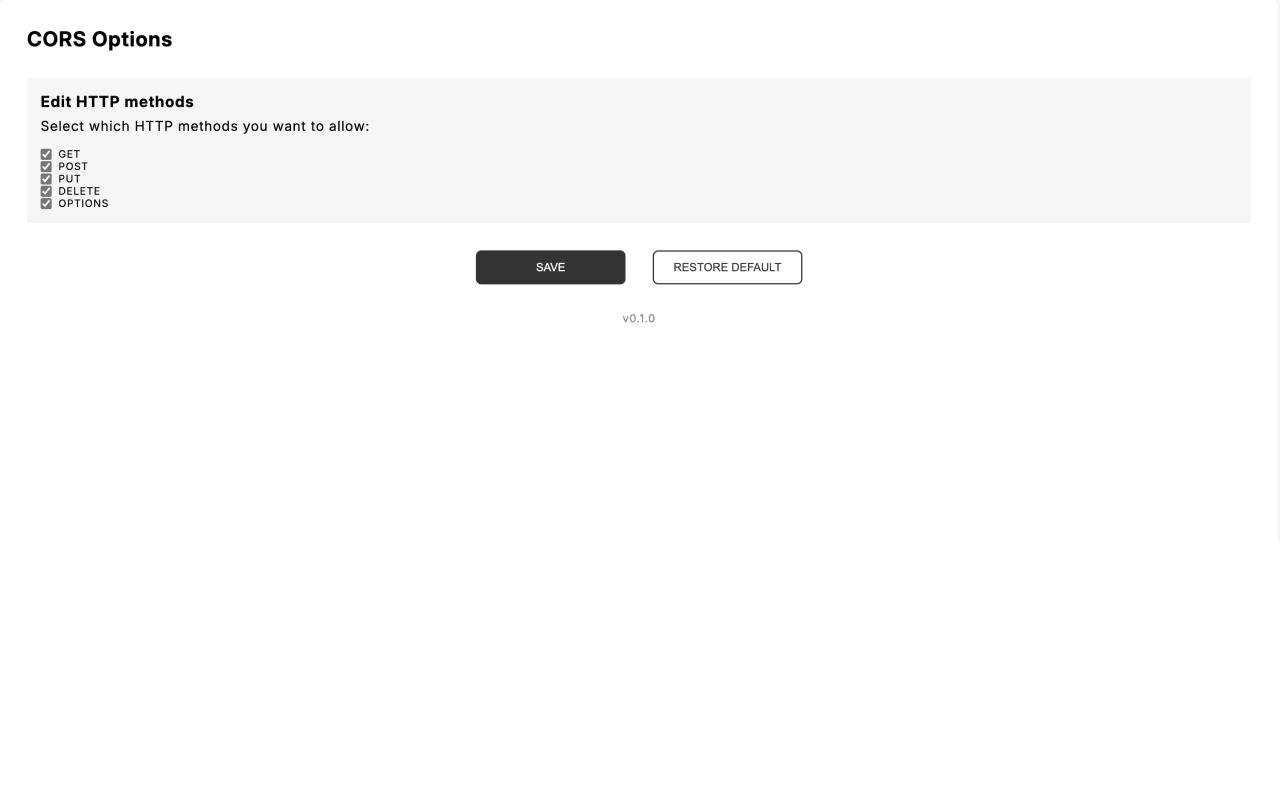 CORS Options
Edit HTTP methods
Select which HTTP methods you want to allow:
GET
POST
PUT
DELETE
OPTIONS
SAVE
RESTORE DEFAULT
v0.1.0